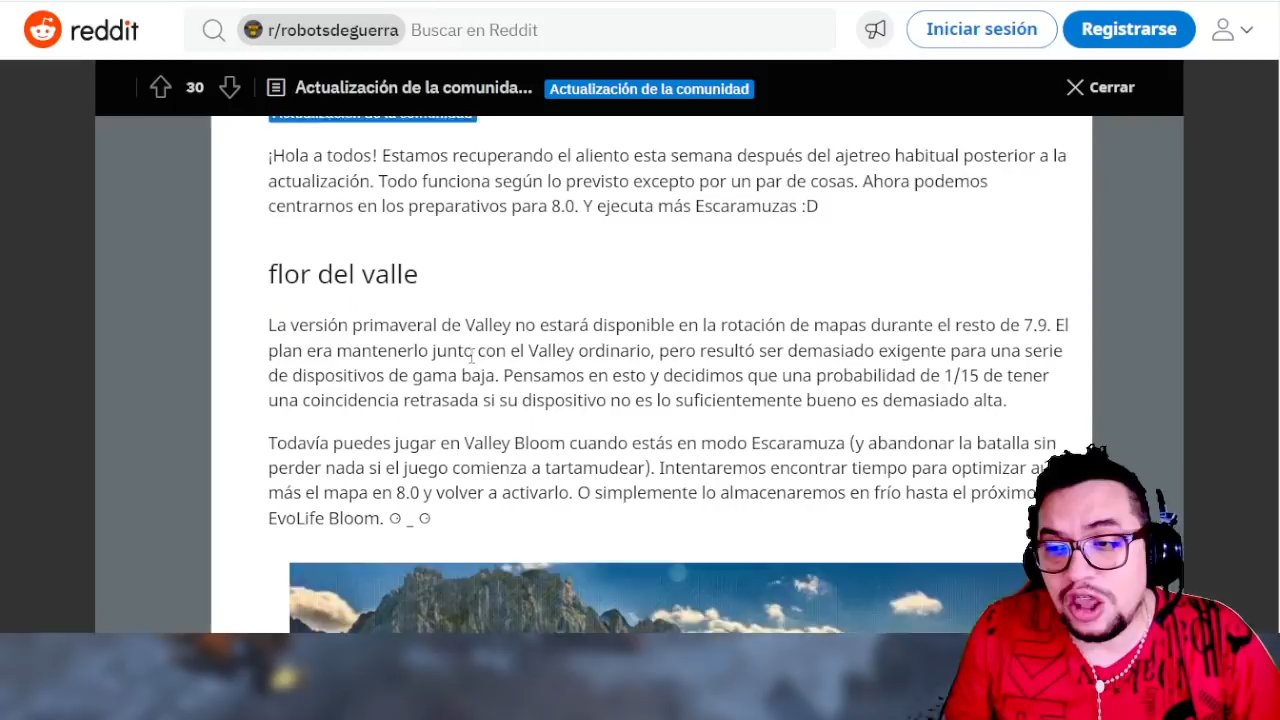 reddit
r/robotsdeguerra
Buscar en Reddit
Iniciar sesión
Registrarse
30
Actualización de la comunida...
Actualización de la comunidad
Cerrar
¡Hola a todos! Estamos recuperando el aliento esta semana después del ajetreo habitual posterior a la
actualización. Todo funciona según lo previsto excepto por un par de cosas. Ahora podemos
centrarnos en los preparativos para 8.0. Y ejecuta más Escaramuzas :D
flor del valle
La versión primaveral de Valley no estará disponible en la rotación de mapas durante el resto de 7.9. El
plan era mantenerlo junto con el Valley ordinario, pero resultó ser demasiado exigente para una serie
de dispositivos de gama baja. Pensamos en esto y decidimos que una probabilidad de 1/15 de tener
una coincidencia retrasada si su dispositivo no es lo suficientemente bueno es demasiado alta.
Todavía puedes jugar en Valley Bloom cuando estás en modo Escaramuza (y abandonar la batalla sin
perder nada si el juego comienza a tartamudear). Intentaremos encontrar tiempo para optimizar
más el mapa en 8.0 y volver a activarlo. O simplemente lo almacenaremos en frío hasta el próximo
EvoLife Bloom. ʘ _ ʘ